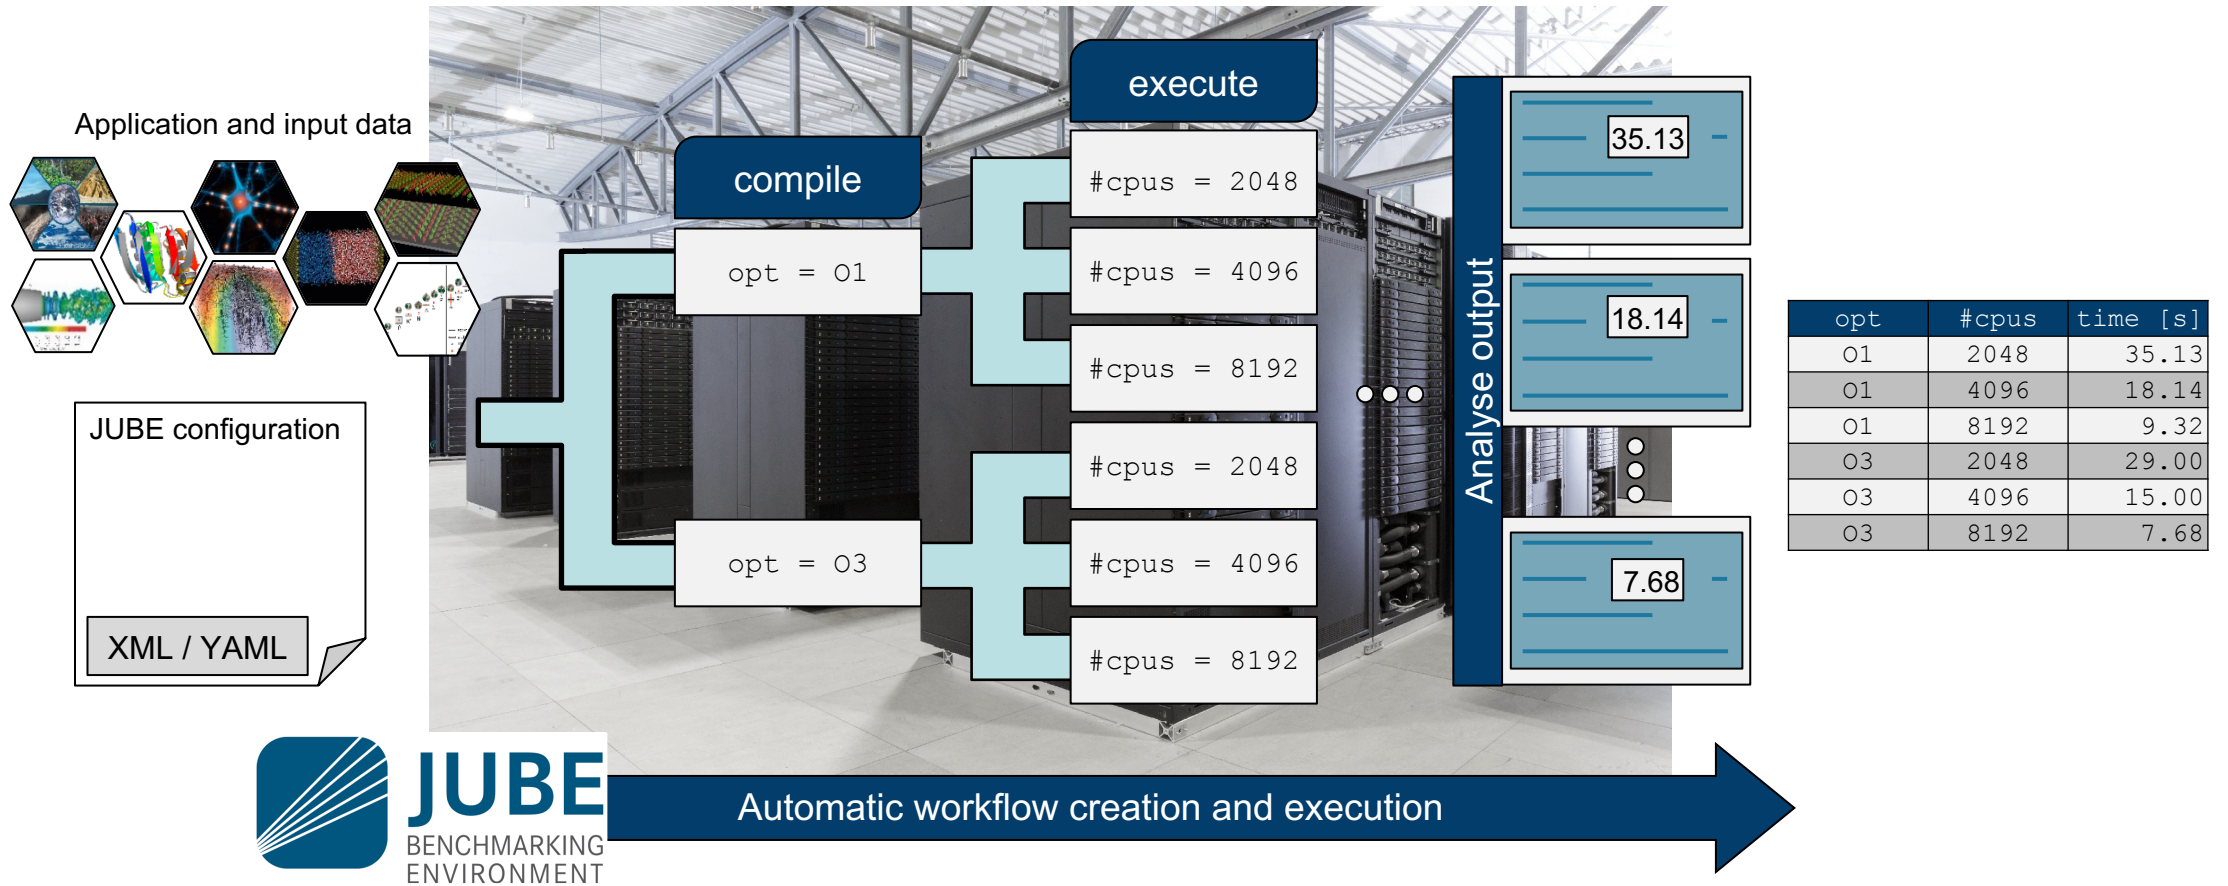 Application and input data
JUBE configuration
XML / YAML
compile
opt = O1
opt = O3
execute
#cpus = 2048
#cpus = 4096
#cpus = 8192
#cpus = 2048
#cpus = 4096
#cpus = 8192
Analyse output
35.13
18.14
7.68
opt #cpus time [s]
O1 2048 35.13
O1 4096 18.14
O1 8192 9.32
O3 2048 29.00
O3 4096 15.00
O3 8192 7.68
JUBE
BENCHMARKING
ENVIRONMENT
Automatic workflow creation and execution